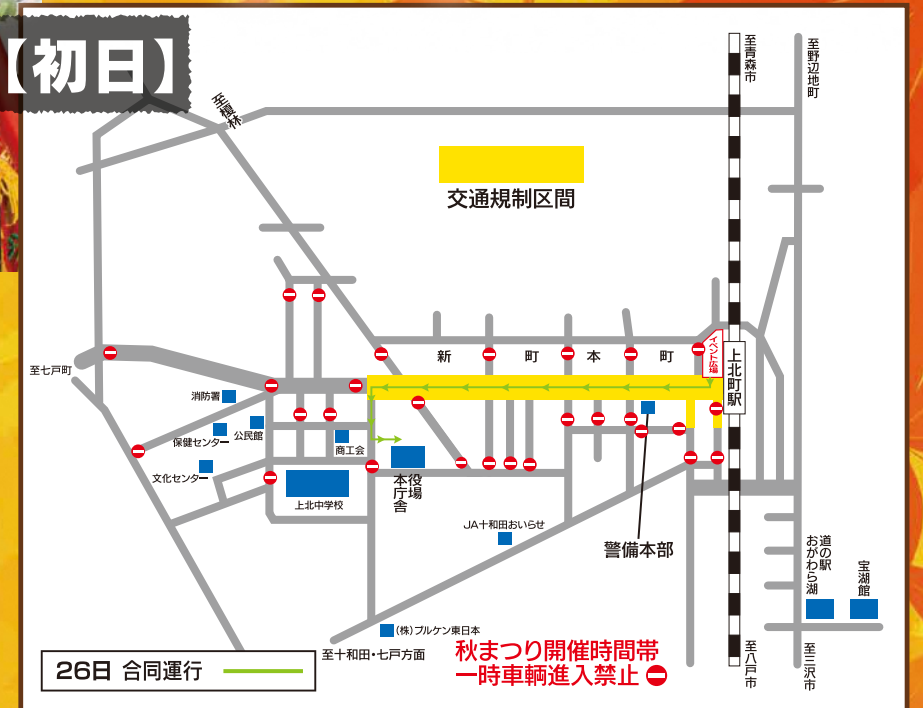 【初日】
至榎林
至青森市
至野辺地町
交通規制区間
新町
本町
イベント広場
上北町駅
至七戸町
消防署
保健センター
公民館
商工会
文化センター
上北中学校
役場
本庁舎
JA十和田おいらせ
警備本部
道の駅
おがわら湖
宝湖館
(株)ブルケン東日本
至十和田・七戸方面
至八戸市
至三沢市
秋まつり開催時間帯
一時車輌進入禁止
26日 合同運行